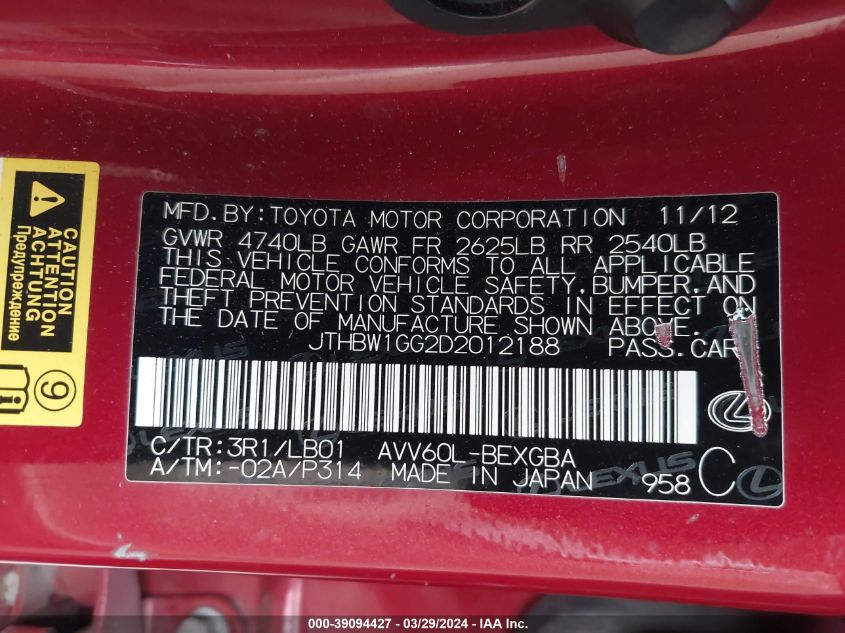 MFD.BY:TOYOTA MOTOR CORPORATION 11/12
GVWR 4740LB GAWR FR 2625LB RR 2540LB
THIS VEHICLE CONFORMS TO ALL APPLICABLE
FEDERAL MOTOR VEHICLE SAFETY,BUMPER,AND
THEFT PREVENTION STANDARDS IN EFFECT ON
THE DATE OF MANUFACTURE SHOWN ABOVE.
JTHBW1GG2D2012188 PASS.CAR
C/TR:3R1/LB01 AVV60L-BEXGBA
A/TM:-02A/P314 MADE IN JAPAN 958 C
LEXUS
CAUTION
ATTENTION
ACHTUNG
Предупреждение
9
000-39094427 - 03/29/2024 - IAA Inc.